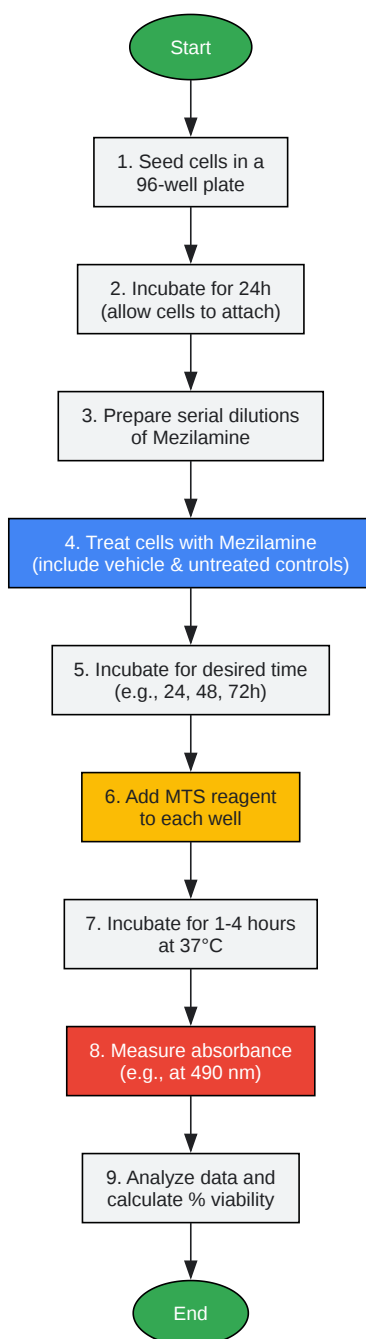 Start
1. Seed cells in a
96-well plate
2. Incubate for 24h
(allow cells to attach)
3. Prepare serial dilutions
of Mezilamine
4. Treat cells with Mezilamine
(include vehicle & untreated controls)
5. Incubate for desired time
(e.g., 24, 48, 72h)
6. Add MTS reagent
to each well
7. Incubate for 1-4 hours
at 37°C
8. Measure absorbance
(e.g., at 490 nm)
9. Analyze data and
calculate % viability
End